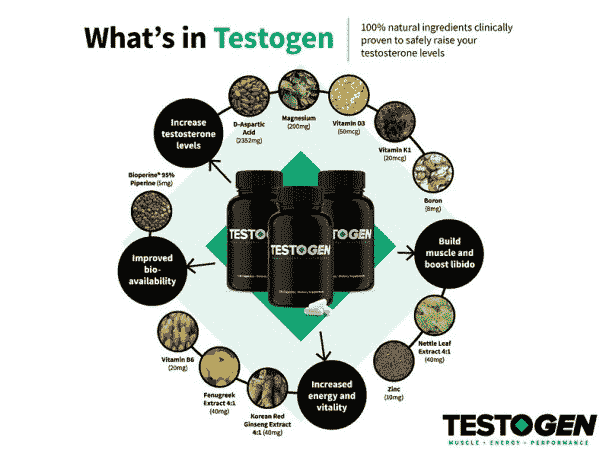 What's in Testogen
100% natural ingredients clinically
proven to safely raise your
testosterone levels
Increase
testosterone
levels
D-Aspartic
Acid
(2352mg)
Magnesium
(200mg)
Vitamin D3
(50mcg)
Vitamin K1
(20mcg)
Boron
(8mg)
Build
muscle and
boost libido
Nettle Leaf
Extract 4:1
(40mg)
Zinc
(10mg)
Increased
energy and
vitality
Korean Red
Ginseng Extract
4:1 (40mg)
Fenugreek
Extract 4:1
(40mg)
Vitamin B6
(20mg)
Improved
bio-
availability
Bioperine® 95%
Piperine (5mg)
TESTOGEN
TESTOGEN
TESTOGEN
TESTOGEN
MUSCLE • ENERGY • PERFORMANCE